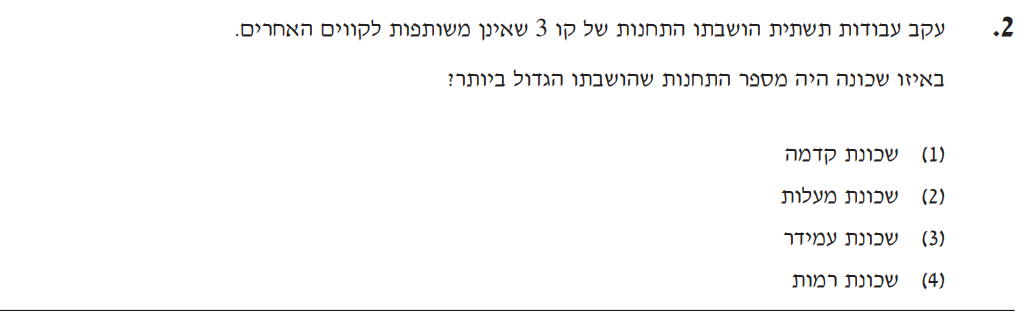 2. עקב עבודות תשתית הושבתו התחנות של קו 3 שאינן משותפות לקווים האחרים.
באיזו שכונה היה מספר התחנות שהושבתו הגדול ביותר?
(1) שכונת קדמה
(2) שכונת מעלות
(3) שכונת עמידר
(4) שכונת רמות